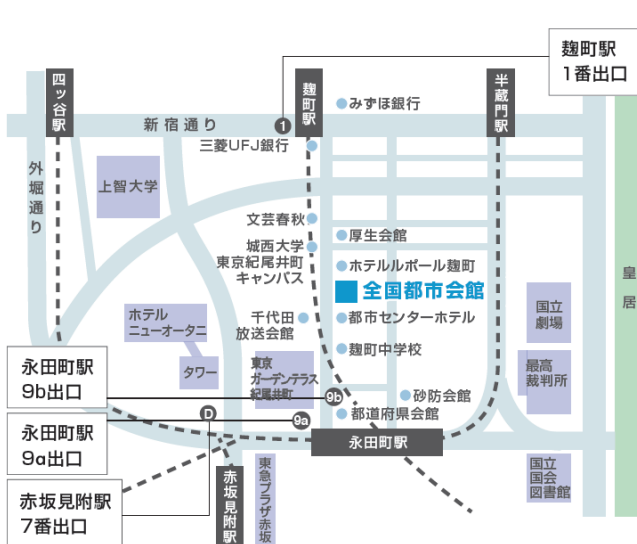 麹町駅
1番出口
四ッ谷駅
麹町駅
半蔵門駅
みずほ銀行
新宿通り
1
三菱UFJ銀行
外堀通り
上智大学
文芸春秋
厚生会館
城西大学
東京紀尾井町
キャンパス
ホテルルポール麹町
皇居
全国都市会館
ホテル
ニューオータニ
千代田
放送会館
都市センターホテル
国立
劇場
麹町中学校
タワー
東京
ガーデンテラス
紀尾井町
最高
裁判所
永田町駅
9b出口
9b
砂防会館
D
9a
都道府県会館
永田町駅
9a出口
永田町駅
赤坂見附駅
7番出口
赤坂見附駅
東急プラザ赤坂
国立
国会
図書館